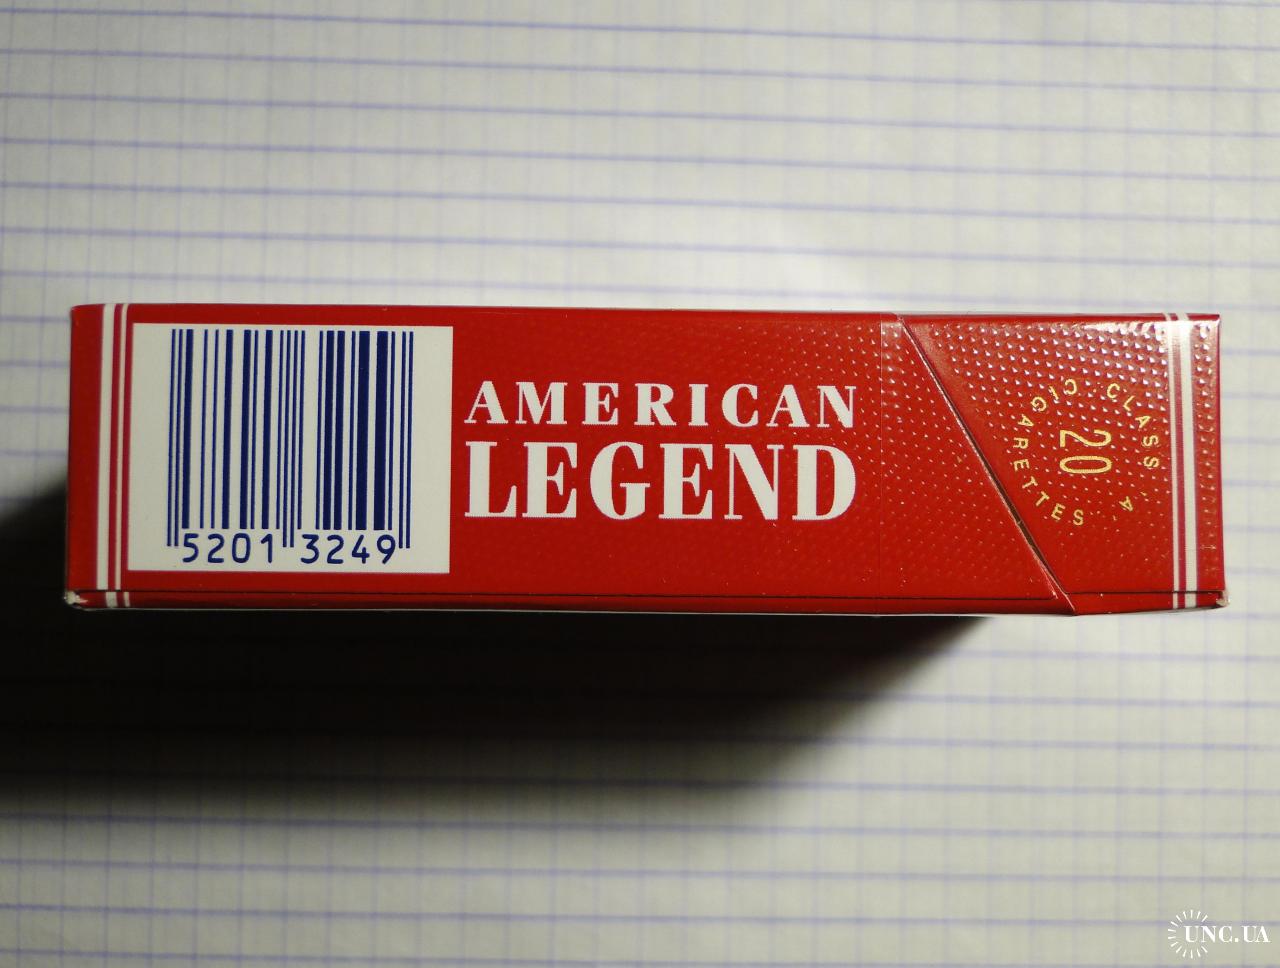 5201 3249
AMERICAN
LEGEND
CLASS A
20
CIGARETTES
UNC.UA